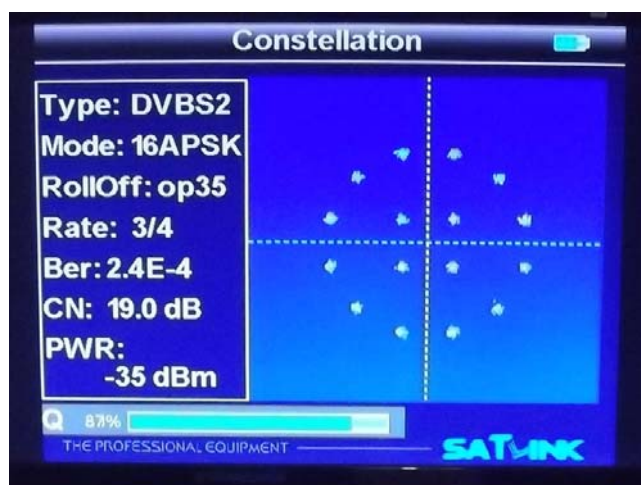 Constellation
Type: DVBS2
Mode: 16APSK
RollOff: op35
Rate: 3/4
Ber: 2.4E-4
CN: 19.0 dB
PWR:
-35 dBm
Q 87%
THE PROFESSIONAL EQUIPMENT
SATLINK